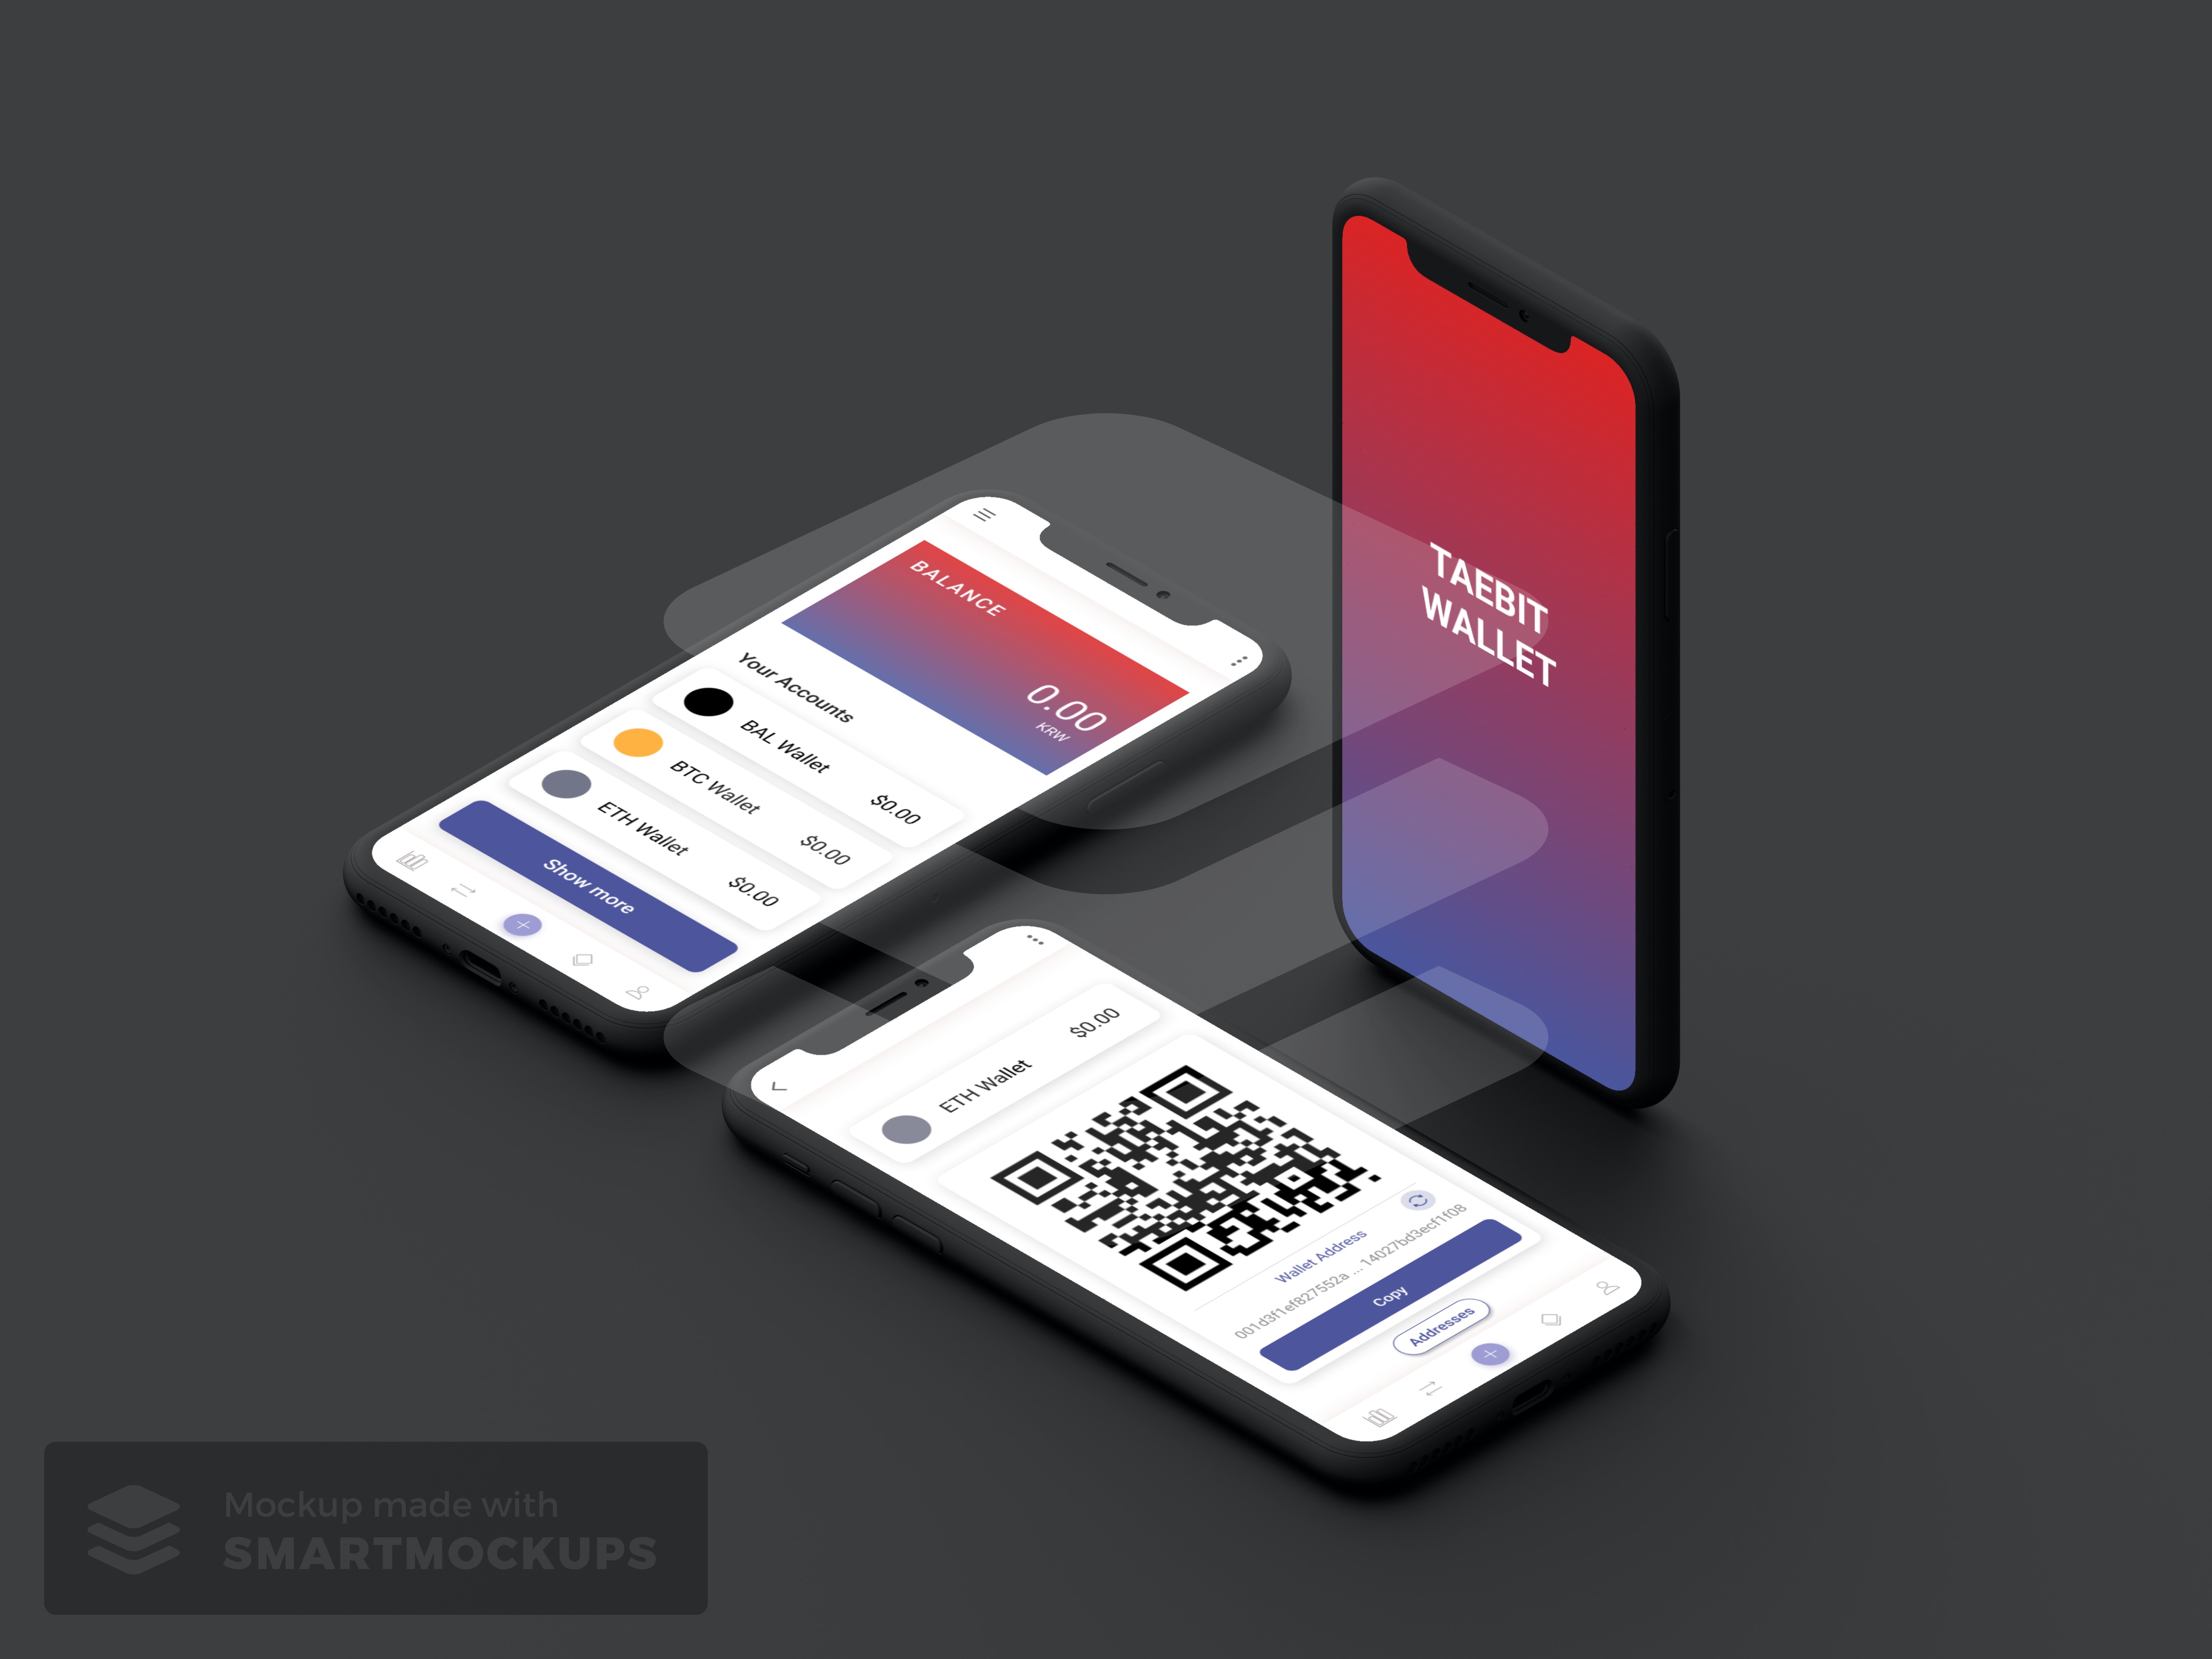 TAEBIT
WALLET
BALANCE
0.00
KRW
Your Accounts
BAL Wallet
$0.00
BTC Wallet
$0.00
ETH Wallet
$0.00
Show more
ETH Wallet
$0.00
Wallet Address
001d3f1ef827552a ... 14027bd3ecf1f08
Copy
Addresses
Mockup made with
SMARTMOCKUPS